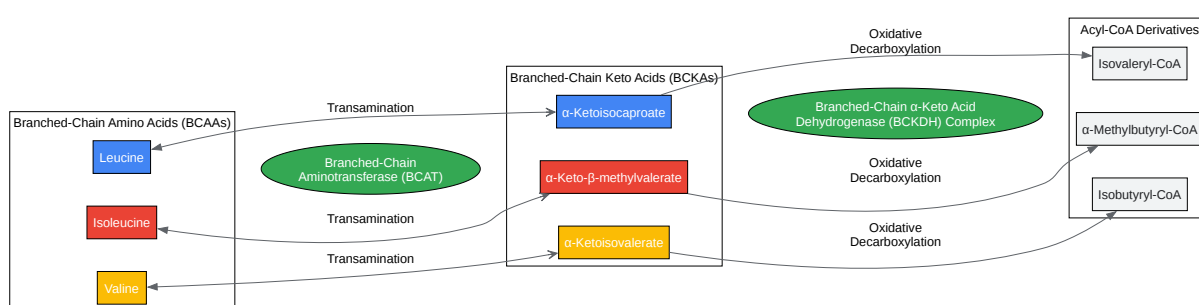 Branched-Chain Amino Acids (BCAAs)
Leucine
Isoleucine
Valine
Transamination
Branched-Chain
Aminotransferase (BCAT)
Transamination
Transamination
Branched-Chain Keto Acids (BCKAs)
α-Ketoisocaproate
α-Keto-β-methylvalerate
α-Ketoisovalerate
Oxidative
Decarboxylation
Branched-Chain α-Keto Acid
Dehydrogenase (BCKDH) Complex
Oxidative
Decarboxylation
Oxidative
Decarboxylation
Acyl-CoA Derivatives
Isovaleryl-CoA
α-Methylbutyryl-CoA
Isobutyryl-CoA